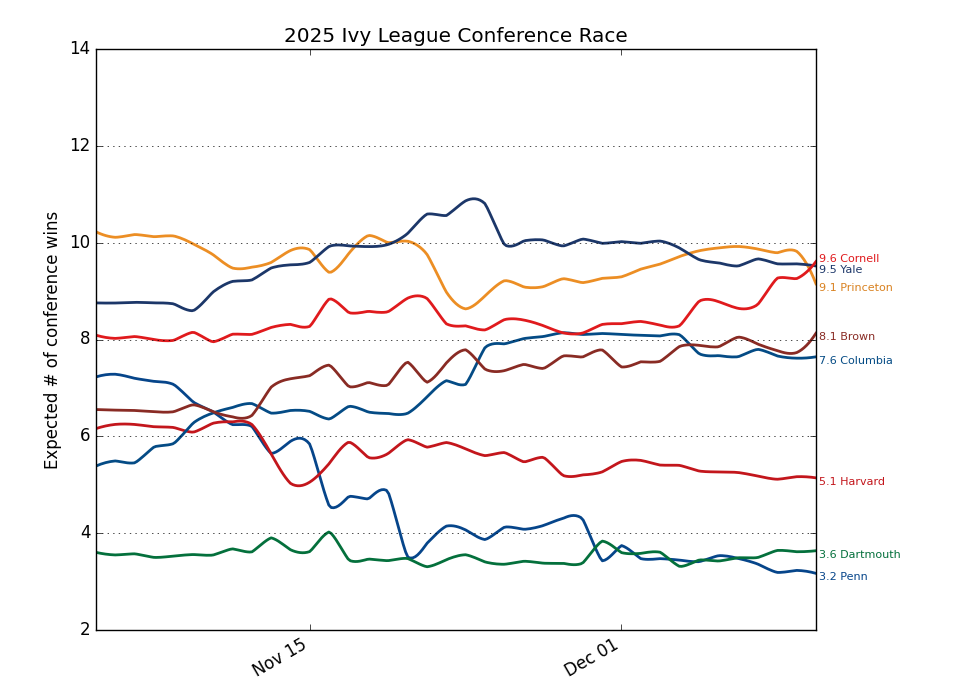 2025 Ivy League Conference Race
Expected # of conference wins
14
12
10
8
6
4
2
Nov 15
Dec 01
9.6 Cornell
9.5 Yale
9.1 Princeton
8.1 Brown
7.6 Columbia
5.1 Harvard
3.6 Dartmouth
3.2 Penn